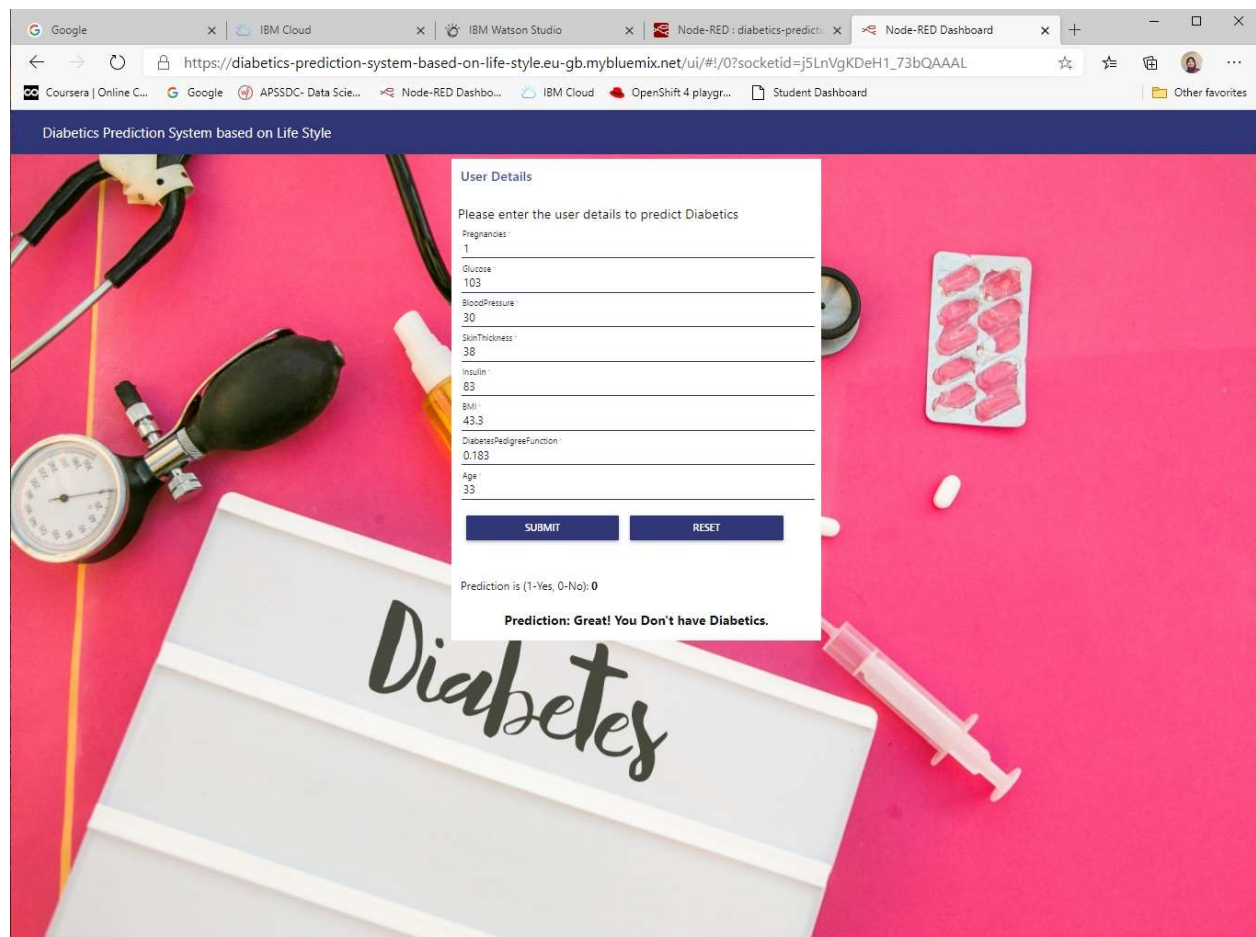 Google
IBM Cloud
IBM Watson Studio
Node-RED : diabetics-predicti
Node-RED Dashboard
https://diabetics-prediction-system-based-on-life-style.eu-gb.mybluemix.net/ui/#!/0?socketid=j5LnVgKDeH1_73bQAAAL
Coursera | Online C...
Google
APSSDC- Data Scie...
Node-RED Dashbo...
IBM Cloud
OpenShift 4 playgr...
Student Dashboard
Other favorites
Diabetics Prediction System based on Life Style
User Details
Please enter the user details to predict Diabetics
Pregnancies *
1
Glucose *
103
BloodPressure *
30
SkinThickness *
38
Insulin *
83
BMI *
43.3
DiabetesPedigreeFunction *
0.183
Age *
33
SUBMIT
RESET
Prediction is (1-Yes, 0-No): 0
Prediction: Great! You Don't have Diabetics.
Diabetes